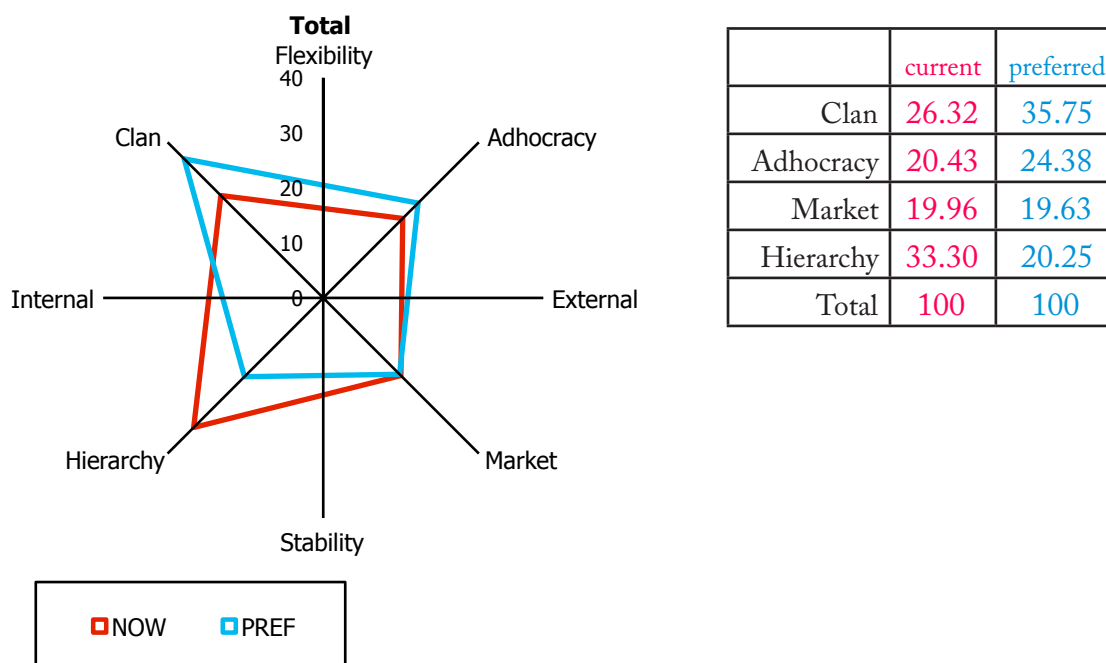 Total
Flexibility
40
30
20
10
0
Clan
Adhocracy
Internal
External
Hierarchy
Market
Stability
NOW PREF
current preferred
Clan 26.32 35.75
Adhocracy 20.43 24.38
Market 19.96 19.63
Hierarchy 33.30 20.25
Total 100 100